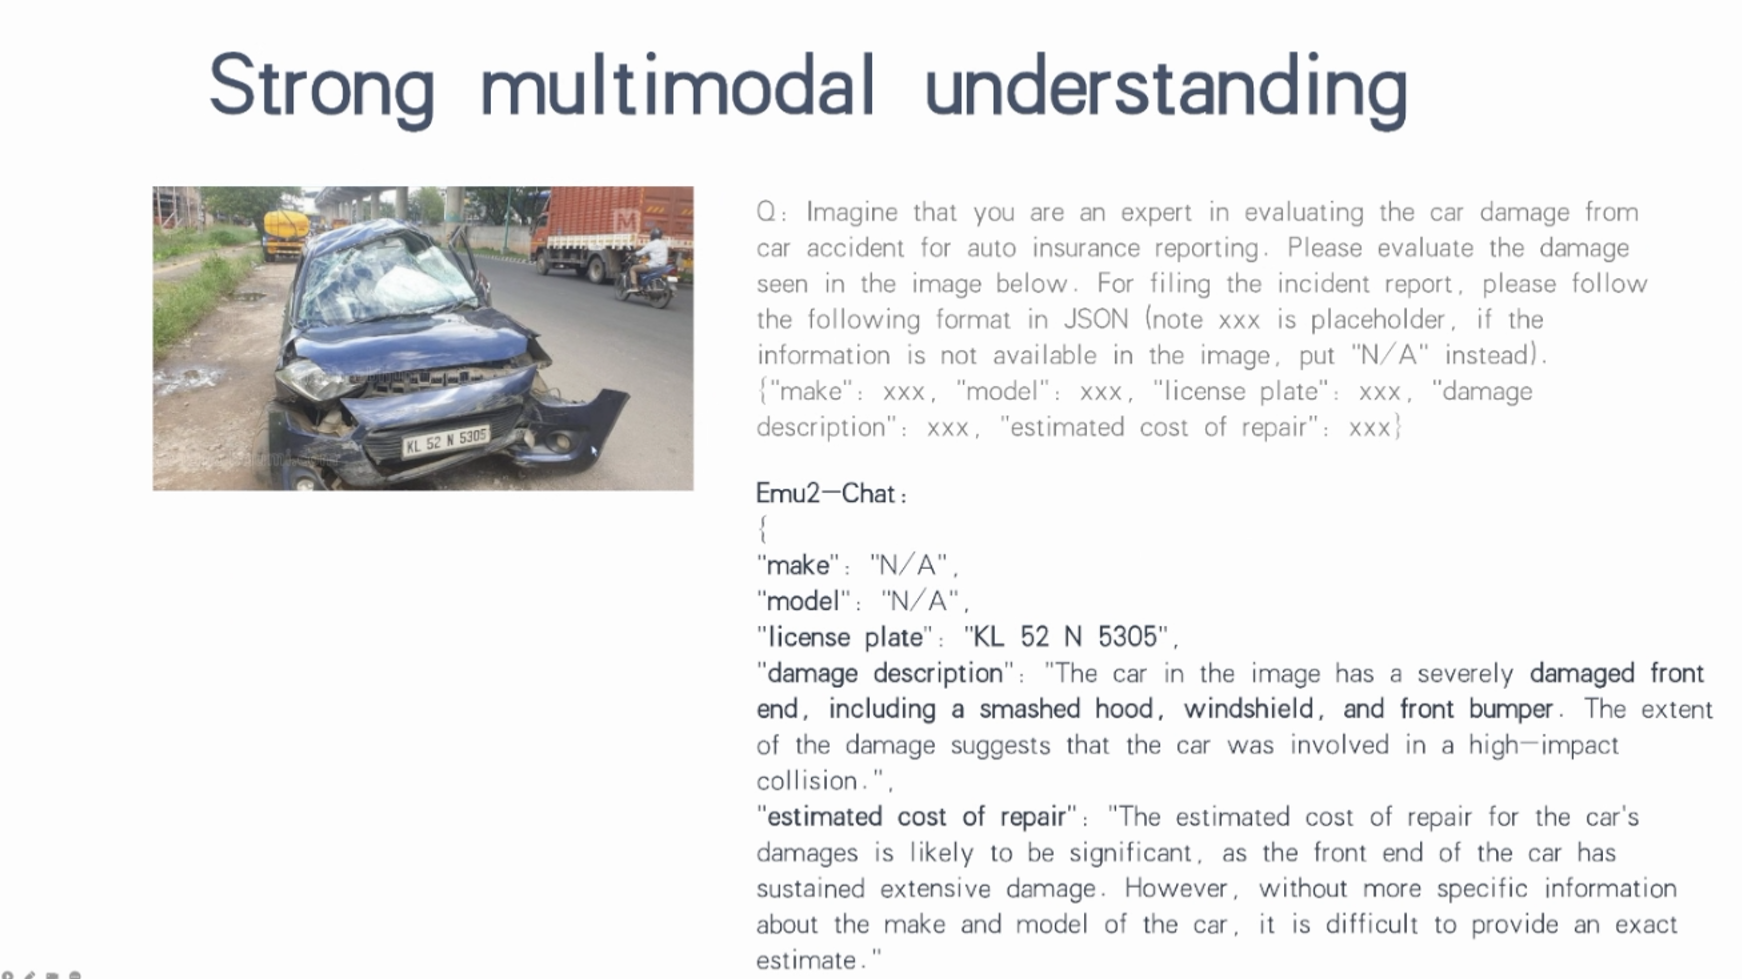 Strong multimodal understanding
KL 52 N 5305
Q: Imagine that you are an expert in evaluating the car damage from
car accident for auto insurance reporting. Please evaluate the damage
seen in the image below. For filing the incident report, please follow
the following format in JSON (note xxx is placeholder, if the
information is not available in the image, put "N/A" instead).
{"make": xxx, "model": xxx, "license plate": xxx, "damage
description": xxx, "estimated cost of repair": xxx}
Emu2-Chat:
{
"make": "N/A",
"model": "N/A",
"license plate": "KL 52 N 5305",
"damage description": "The car in the image has a severely damaged front
end, including a smashed hood, windshield, and front bumper. The extent
of the damage suggests that the car was involved in a high-impact
collision.",
"estimated cost of repair": "The estimated cost of repair for the car's
damages is likely to be significant, as the front end of the car has
sustained extensive damage. However, without more specific information
about the make and model of the car, it is difficult to provide an exact
estimate."